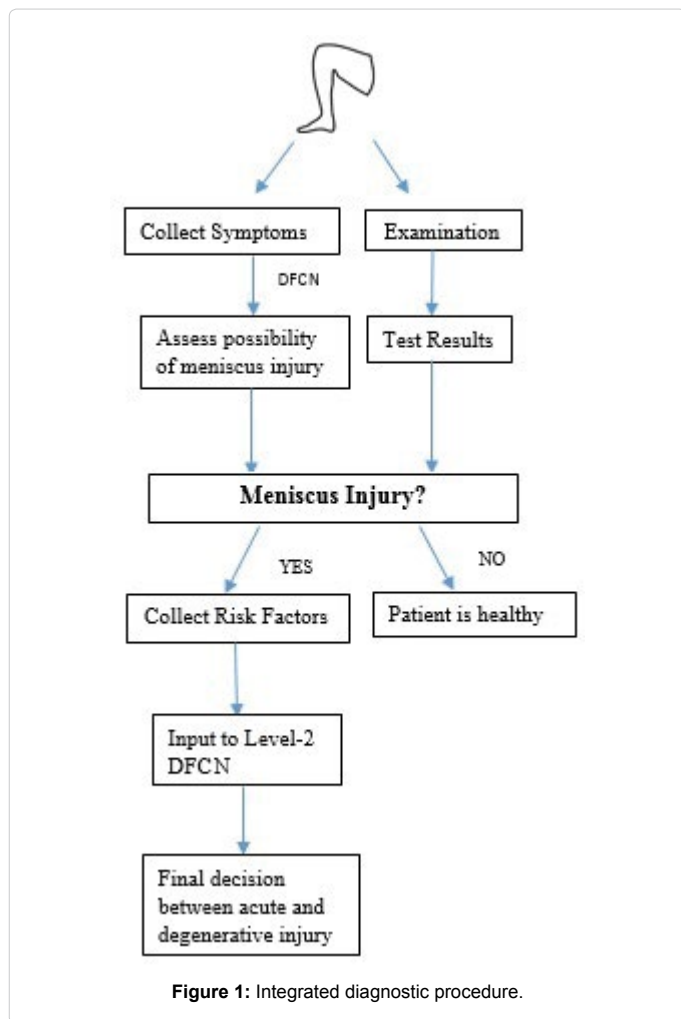 Collect Symptoms
Examination
DFCN
Assess possibility
of meniscus injury
Test Results
Meniscus Injury?
YES
NO
Collect Risk Factors
Patient is healthy
Input to Level-2
DFCN
Final decision
between acute and
degenerative injury
Figure 1: Integrated diagnostic procedure.